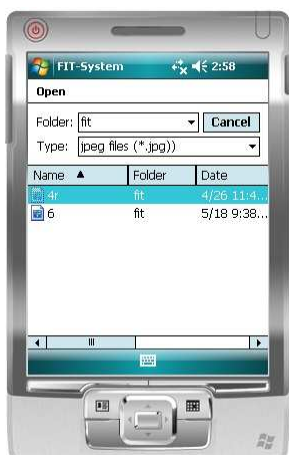 FIT-System 2:58
Open
Folder: fit Cancel
Type: jpeg files (*.jpg))
Name Folder Date
4r fit 4/26 11:4...
6 fit 5/18 9:38...